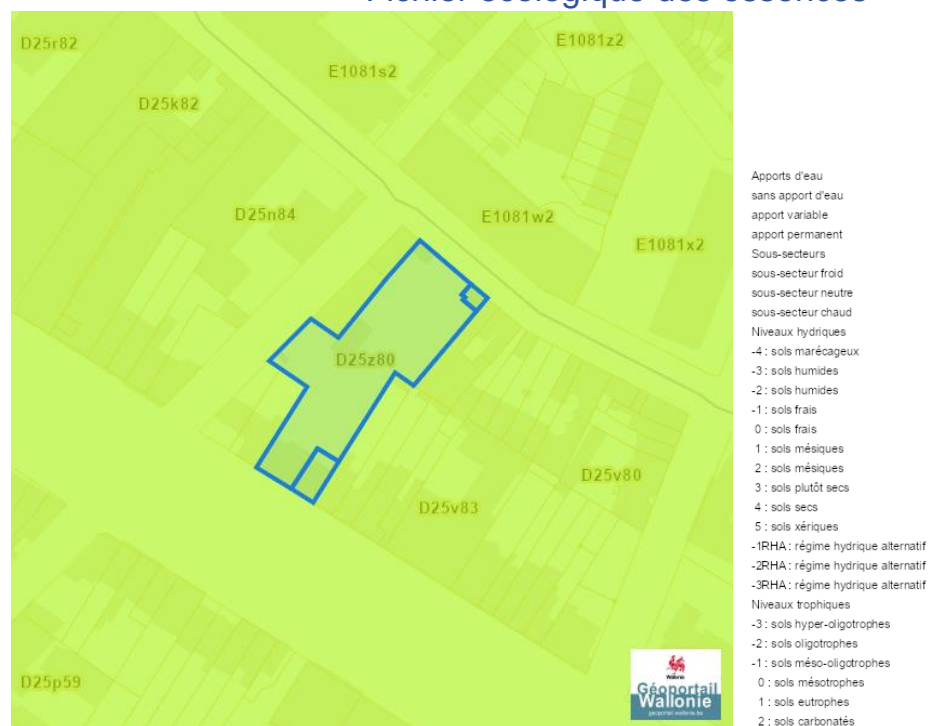 Fichier écologique des essences
D25r82
E1081z2
E1081s2
D25k82
D25n84
E1081w2
E1081x2
D25z80
D25v80
D25v83
D25p59
Wallonie
Géoportail
Wallonie
geoportail.wallonie.be
Apports d'eau
sans apport d'eau
apport variable
apport permanent
Sous-secteurs
sous-secteur froid
sous-secteur neutre
sous-secteur chaud
Niveaux hydriques
-4 : sols marécageux
-3 : sols humides
-2 : sols humides
-1 : sols frais
0 : sols frais
1 : sols mésiques
2 : sols mésiques
3 : sols plutôt secs
4 : sols secs
5 : sols xériques
-1RHA : régime hydrique alternatif
-2RHA : régime hydrique alternatif
-3RHA : régime hydrique alternatif
Niveaux trophiques
-3 : sols hyper-oligotrophes
-2 : sols oligotrophes
-1 : sols méso-oligotrophes
0 : sols mésotrophes
1 : sols eutrophes
2 : sols carbonatés